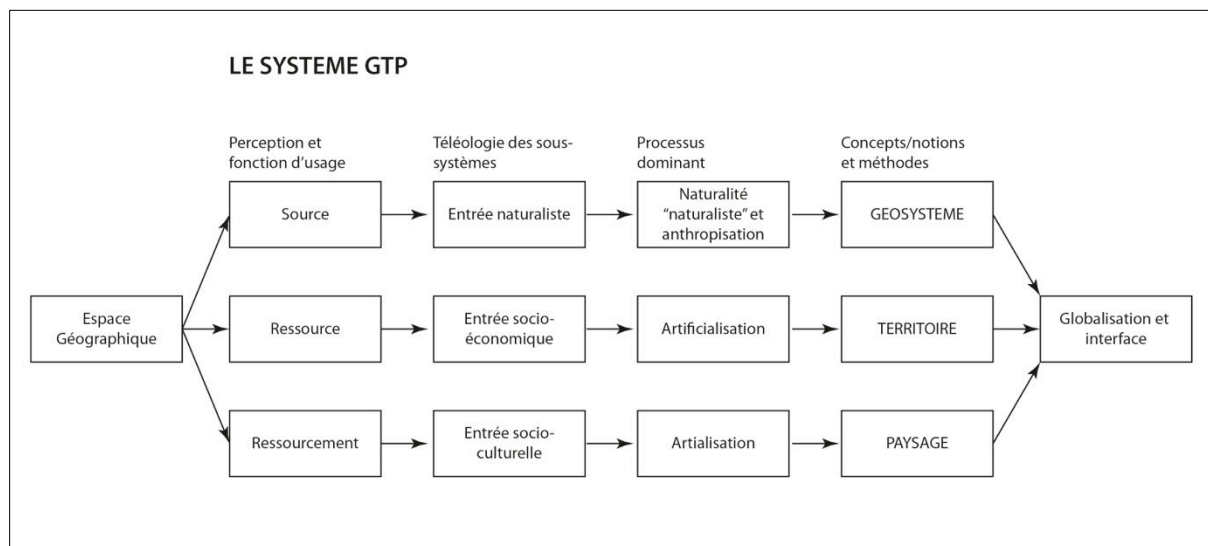 LE SYSTEME GTP
Perception et
fonction d'usage
Téléologie des sous-
systèmes
Processus
dominant
Concepts/notions
et méthodes
Source
Entrée naturaliste
Naturalité
"naturaliste" et
anthropisation
GEOSYSTEME
Espace
Géographique
Ressource
Entrée socio-
économique
Artificialisation
TERRITOIRE
Globalisation et
interface
Ressourcement
Entrée socio-
culturelle
Artialisation
PAYSAGE